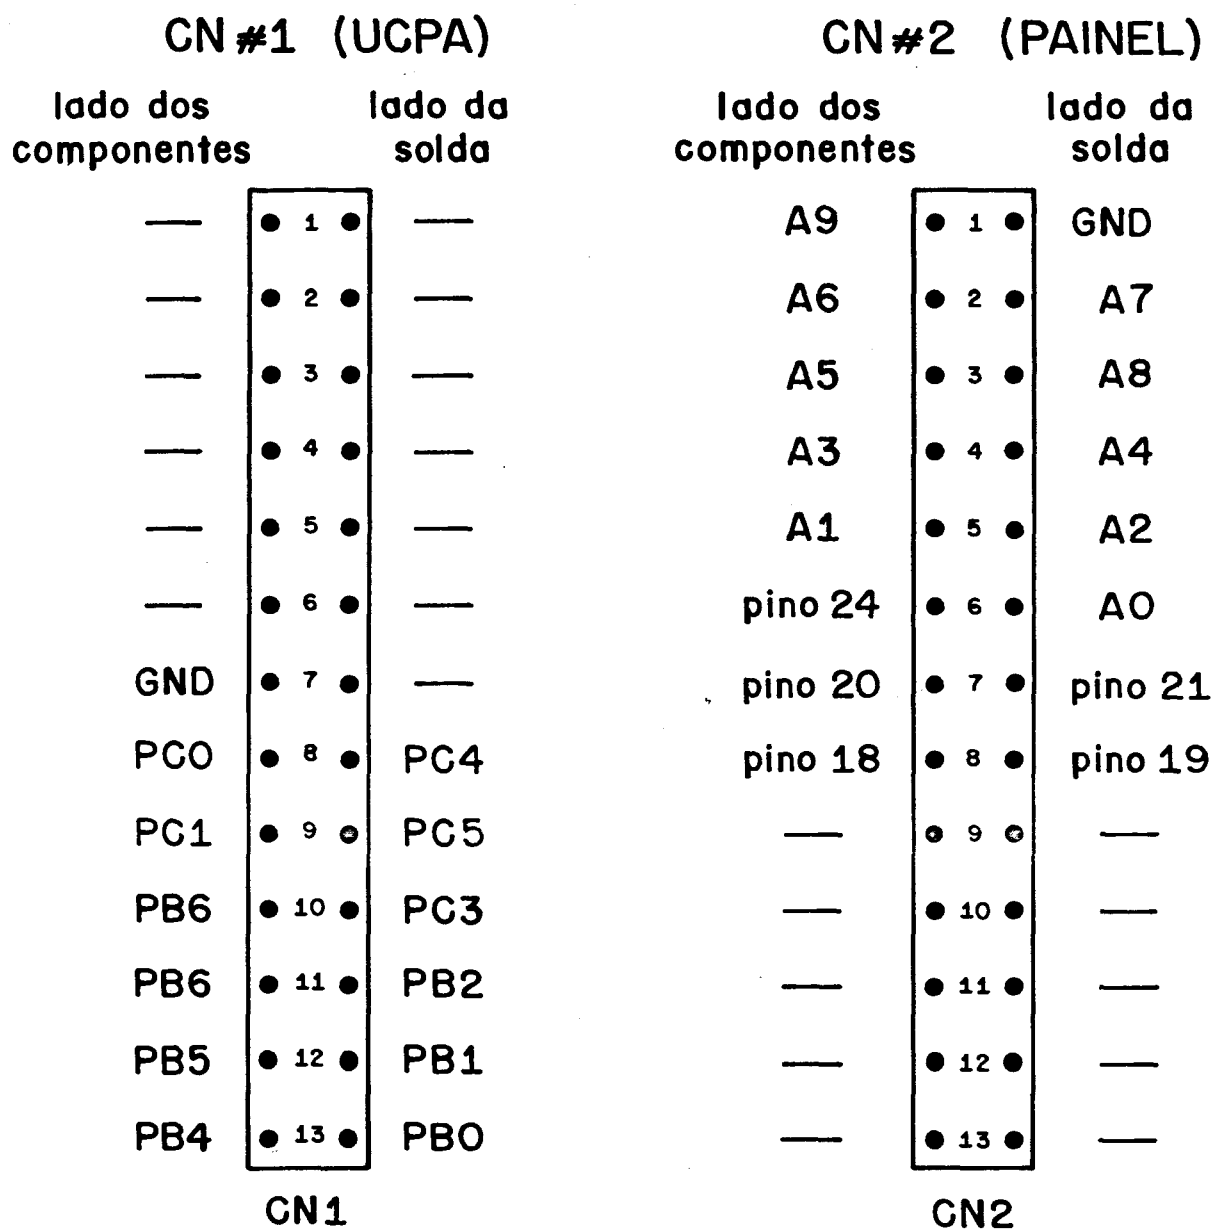 CN #1 (UCPA)
lado dos componentes
lado da solda
— 1 —
— 2 —
— 3 —
— 4 —
— 5 —
— 6 —
GND 7 —
PC0 8 PC4
PC1 9 PC5
PB6 10 PC3
PB6 11 PB2
PB5 12 PB1
PB4 13 PB0
CN1
CN #2 (PAINEL)
lado dos componentes
lado da solda
A9 1 GND
A6 2 A7
A5 3 A8
A3 4 A4
A1 5 A2
pino 24 6 A0
pino 20 7 pino 21
pino 18 8 pino 19
— 9 —
— 10 —
— 11 —
— 12 —
— 13 —
CN2